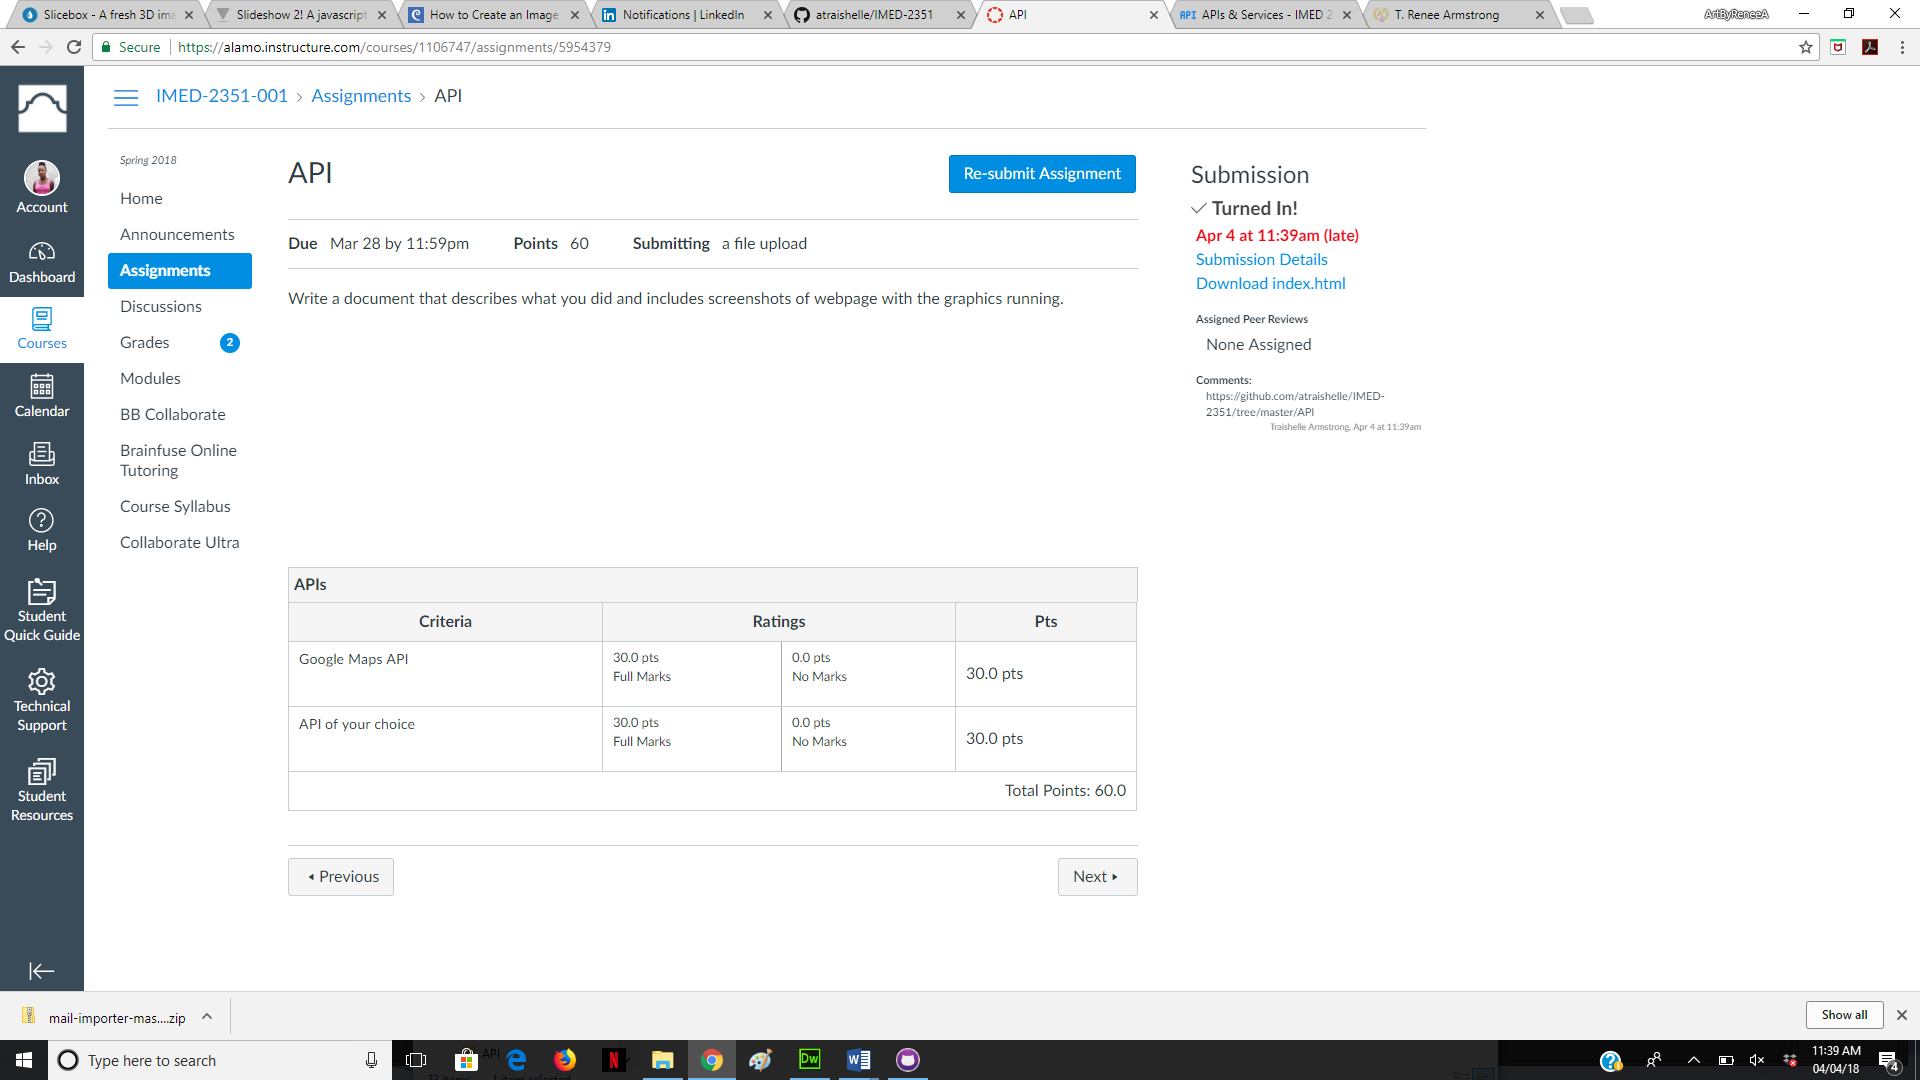 Slicebox - A fresh 3D ima
Slideshow 2! A javascript
How to Create an Image
Notifications | LinkedIn
atraishelle/IMED-2351
API
API APIs & Services - IMED 2
T. Renee Armstrong
ArtByReneeA
Secure
https://alamo.instructure.com/courses/1106747/assignments/5954379
IMED-2351-001 › Assignments › API
Account
Dashboard
Courses
Calendar
Inbox
Help
Student
Quick Guide
Technical
Support
Student
Resources
Spring 2018
Home
Announcements
Assignments
Discussions
Grades 2
Modules
BB Collaborate
Brainfuse Online
Tutoring
Course Syllabus
Collaborate Ultra
API
Re-submit Assignment
Due Mar 28 by 11:59pm Points 60 Submitting a file upload
Write a document that describes what you did and includes screenshots of webpage with the graphics running.
APIs
Criteria Ratings Pts
Google Maps API
30.0 pts
Full Marks
0.0 pts
No Marks
30.0 pts
API of your choice
30.0 pts
Full Marks
0.0 pts
No Marks
30.0 pts
Total Points: 60.0
Previous
Next
Submission
Turned In!
Apr 4 at 11:39am (late)
Submission Details
Download index.html
Assigned Peer Reviews
None Assigned
Comments:
https://github.com/atraishelle/IMED-
2351/tree/master/API
Traishelle Armstrong, Apr 4 at 11:39am
mail-importer-mas....zip
Show all
Type here to search
API
Dw
11:39 AM
04/04/18
4